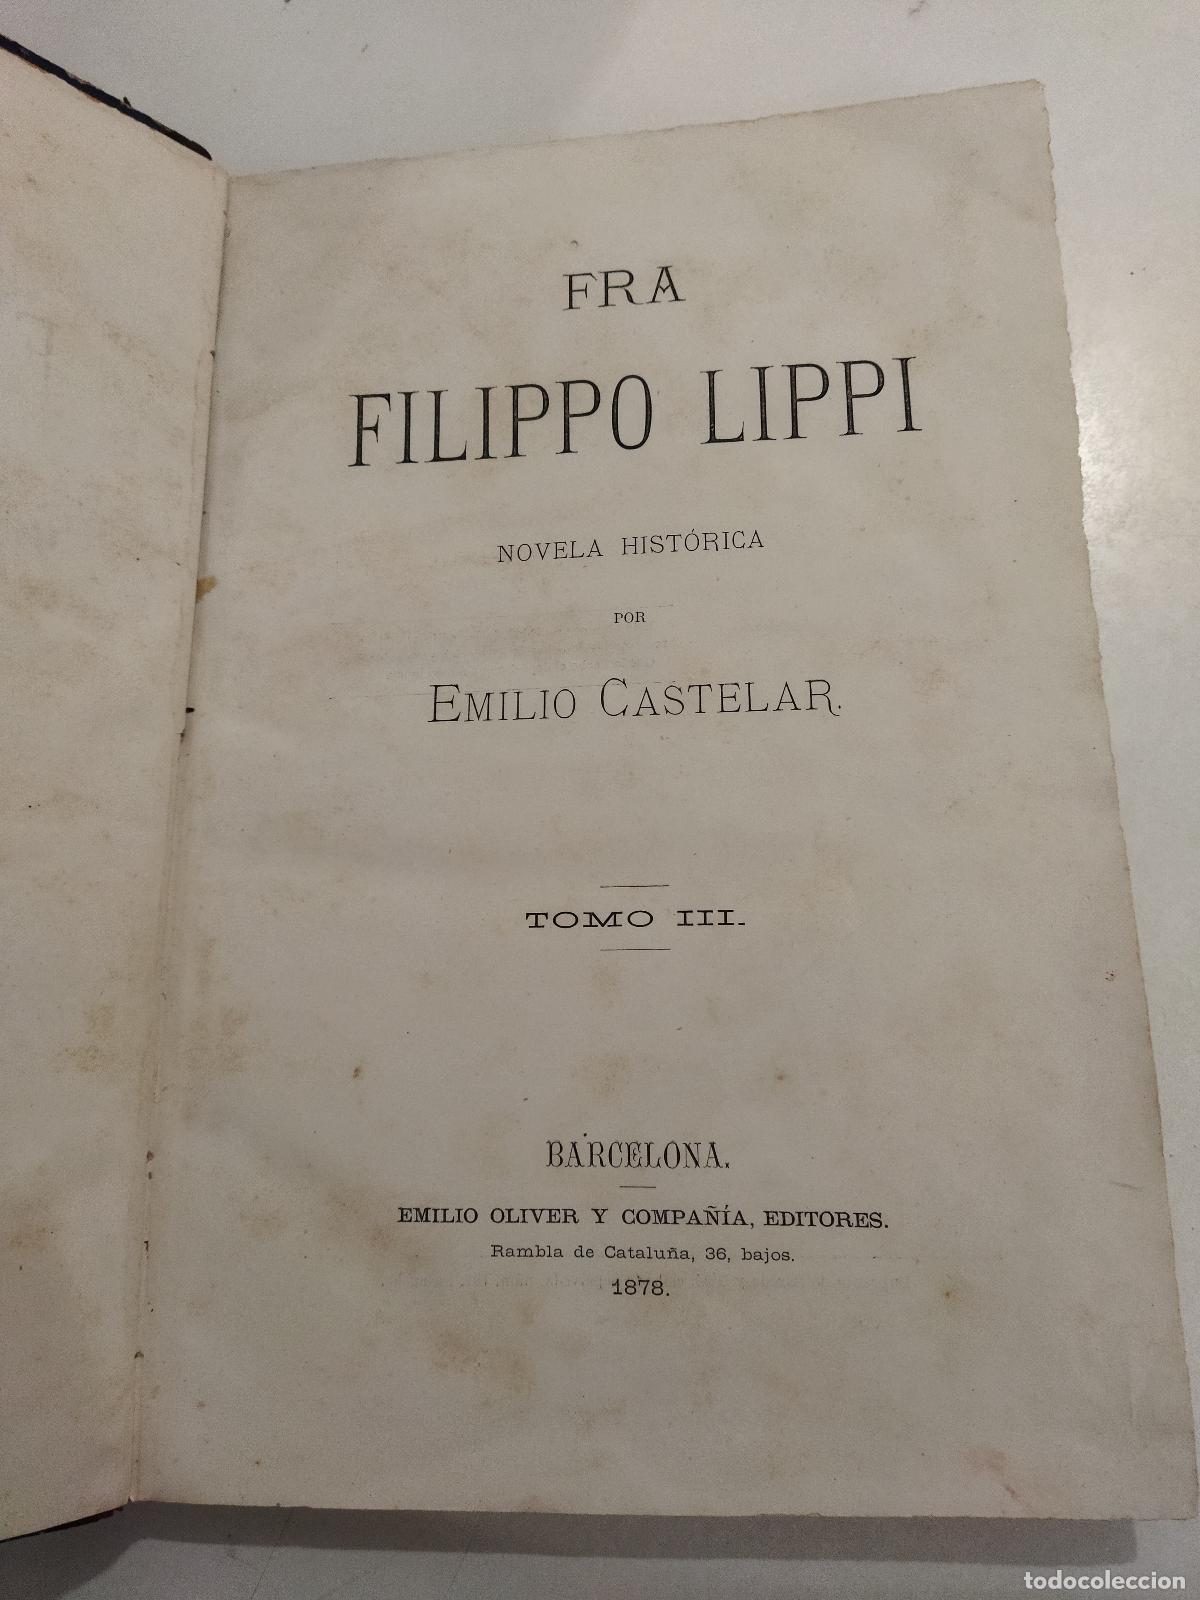 FRA
FILIPPO LIPPI
NOVELA HISTÓRICA
POR
EMILIO CASTELAR.
TOMO III.
BARCELONA.
EMILIO OLIVER Y COMPAÑÍA, EDITORES.
Rambla de Cataluña, 36, bajos.
1878.
todocoleccion